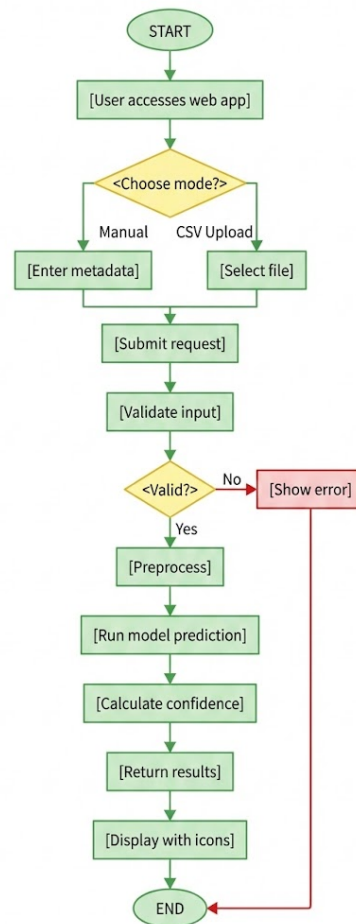 START
[User accesses web app]
<Choose mode?>
Manual
CSV Upload
[Enter metadata]
[Select file]
[Submit request]
[Validate input]
<Valid?>
No
[Show error]
Yes
[Preprocess]
[Run model prediction]
[Calculate confidence]
[Return results]
[Display with icons]
END